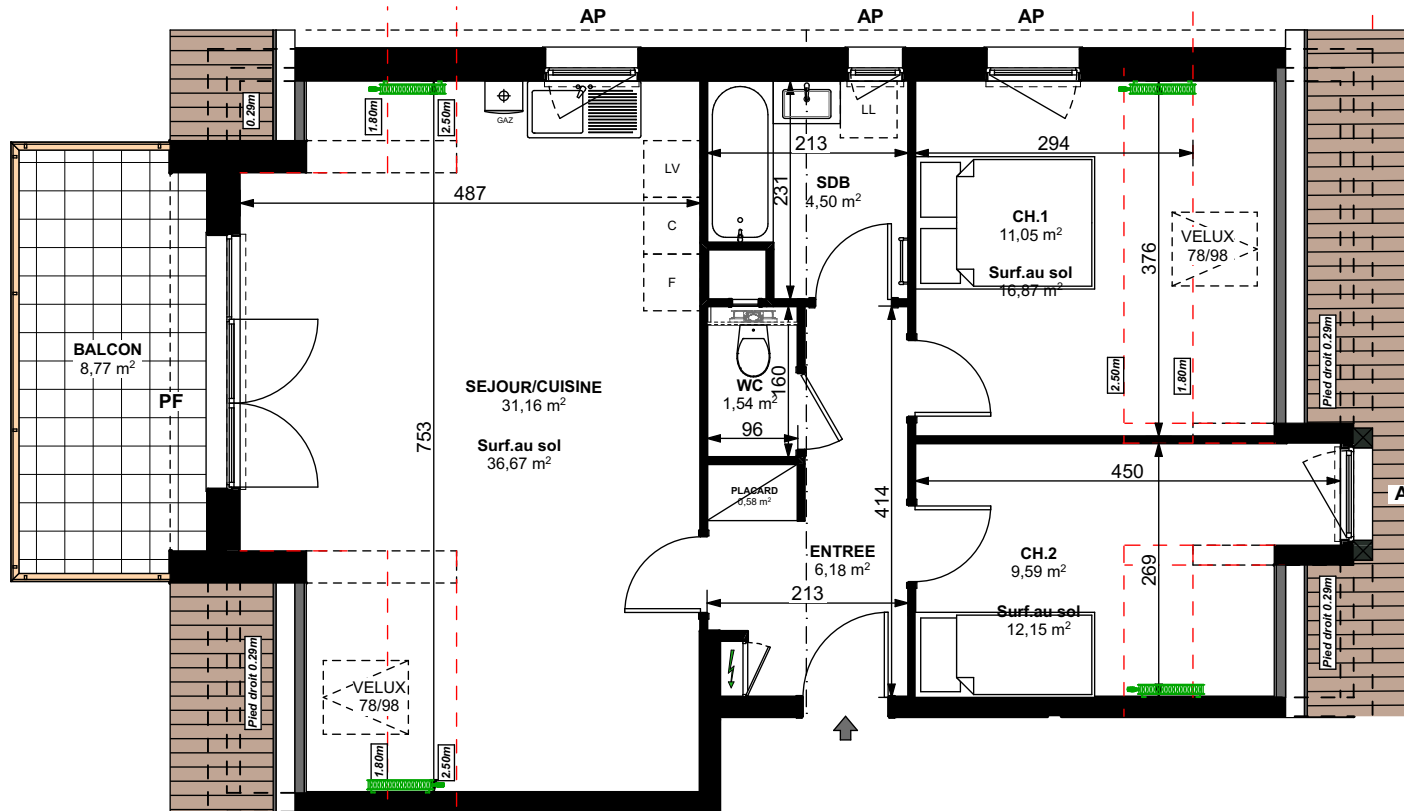 AP
AP
AP
0.29m
1.80m
2.50m
GAZ
LV
C
F
LL
213
231
SDB
4,50 m²
294
CH.1
11,05 m²
Surf.au sol
16,87 m²
376
VELUX
78/98
487
BALCON
8,77 m²
PF
SEJOUR/CUISINE
31,16 m²
Surf.au sol
36,67 m²
753
WC
1,54 m²
160
96
2.50m
1.80m
Pied droit 0.29m
PLACARD
0,58 m²
414
450
A
ENTREE
6,18 m²
213
CH.2
9,59 m²
Surf.au sol
12,15 m²
269
Pied droit 0.29m
Pied droit 0.29m
VELUX
78/98
1.80m
2.50m